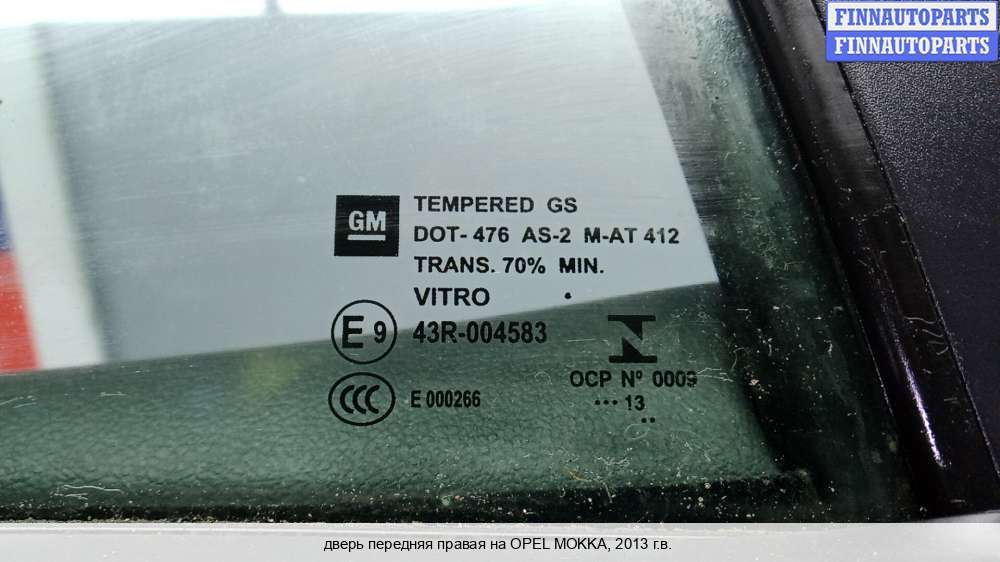 FINNAUTOPARTS
FINNAUTOPARTS
GM
TEMPERED GS
DOT- 476 AS-2 M-AT 412
TRANS. 70% MIN.
VITRO
E 9
43R-004583
CCC
E 000266
OCP Nº 0009
••• 13
••
дверь передняя правая на OPEL MOKKA, 2013 г.в.